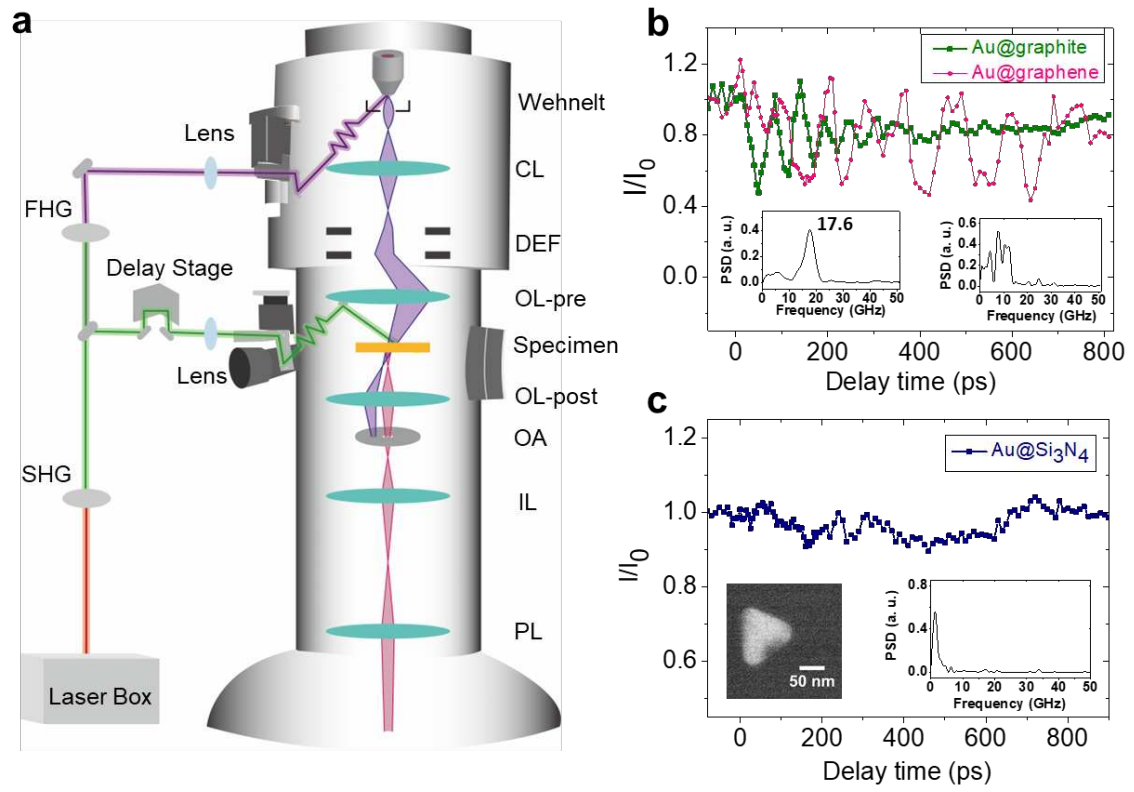 a
Wehnelt
Lens
CL
FHG
DEF
Delay Stage
OL-pre
Specimen
Lens
OL-post
OA
SHG
IL
PL
Laser Box
b
Au@graphite
Au@graphene
1.2
0.8
0.4
0.0
I/I0
0.4
0.2
0.0
PSD (a. u.)
17.6
0 10 20 30 40 50
Frequency (GHz)
0.6
0.4
0.2
0.0
PSD (a. u.)
0 10 20 30 40 50
Frequency (GHz)
0 200 400 600 800
Delay time (ps)
c
Au@Si3N4
1.2
1.0
0.8
0.6
I/I0
50 nm
0.8
0.4
0.0
PSD (a. u.)
0 10 20 30 40 50
Frequency (GHz)
0 200 400 600 800
Delay time (ps)